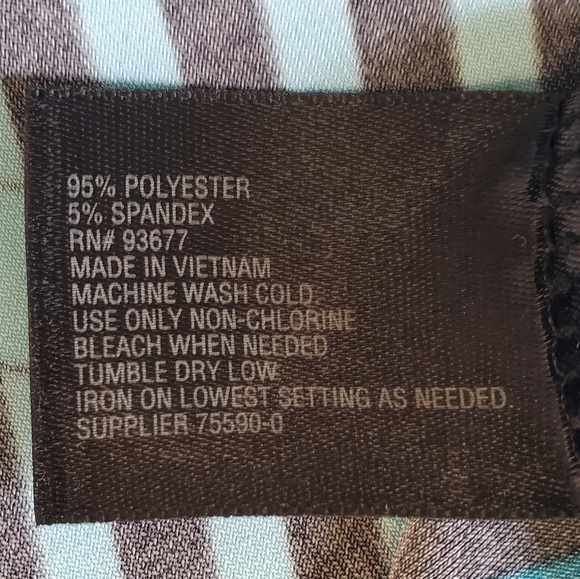 95% POLYESTER
5% SPANDEX
RN# 93677
MADE IN VIETNAM
MACHINE WASH COLD.
USE ONLY NON-CHLORINE
BLEACH WHEN NEEDED
TUMBLE DRY LOW.
IRON ON LOWEST SETTING AS NEEDED.
SUPPLIER 75590-0